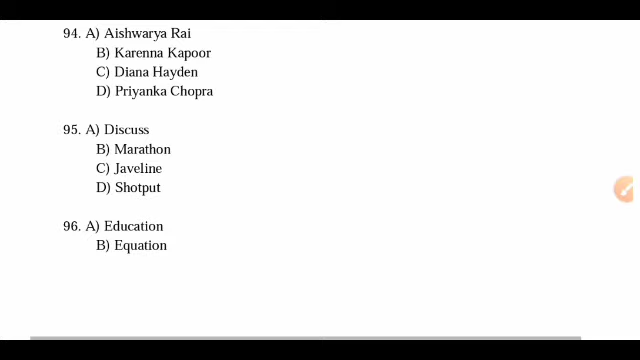 94. A) Aishwarya Rai
B) Karenna Kapoor
C) Diana Hayden
D) Priyanka Chopra
95. A) Discuss
B) Marathon
C) Javeline
D) Shotput
96. A) Education
B) Equation